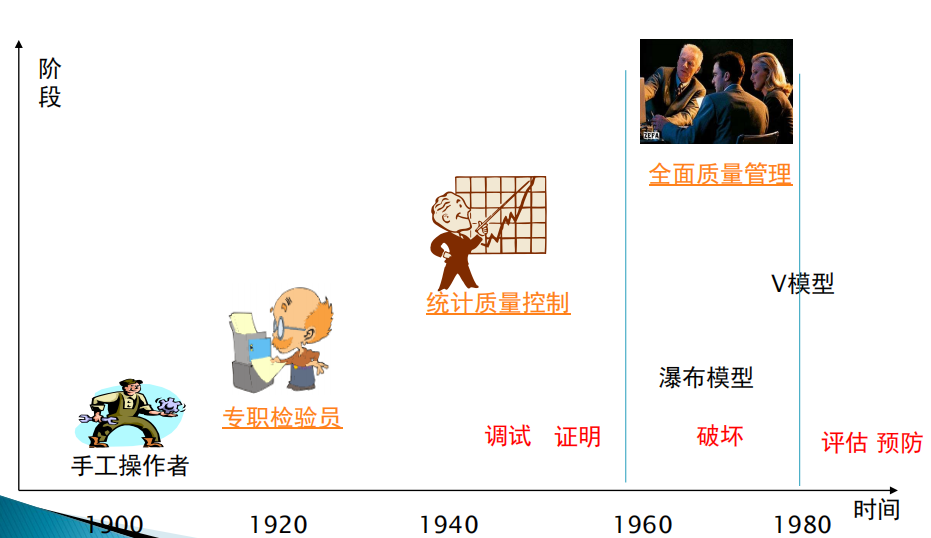 阶
段
ZEFA
全面质量管理
V模型
统计质量控制
瀑布模型
专职检验员
调试 证明 破坏 评估 预防
手工操作者
时间
1900 1920 1940 1960 1980